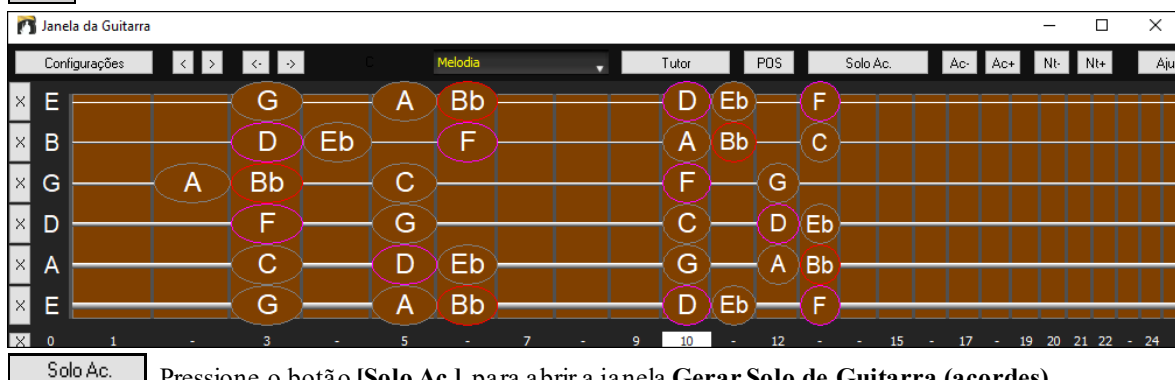 Janela da Guitarra
Configurações < > <- -> C Melodia Tutor POS Solo Ac. Ac- Ac+ Nt- Nt+ Aju
X E G A Bb D Eb F
X B D Eb F A Bb C
X G A Bb C F G
X D F G C D Eb
X A C D Eb G A Bb
X E G A Bb D Eb F
X 0 1 - 3 - 5 - 7 - 9 10 - 12 - - 15 - 17 - 19 20 21 22 - 24
Solo Ac. Pressione o botão [Solo Ac.] para abrir a janela Gerar Solo de Guitarra (acordes)